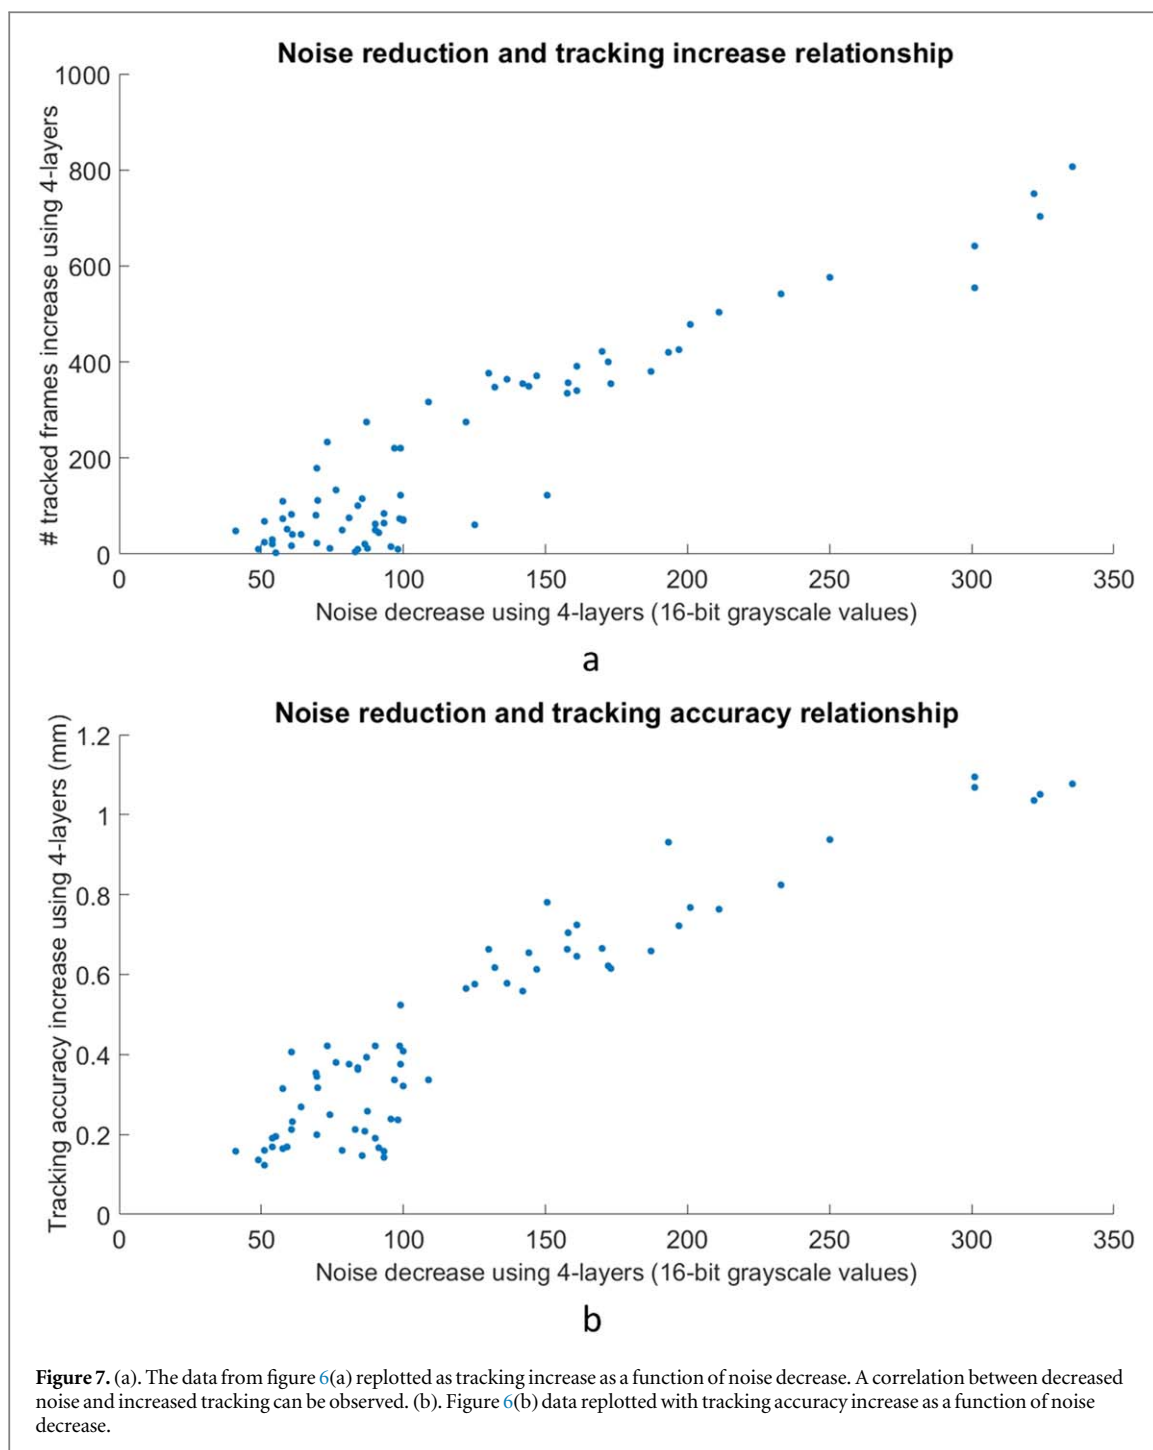 Noise reduction and tracking increase relationship
# tracked frames increase using 4-layers
1000
800
600
400
200
0
0 50 100 150 200 250 300 350
Noise decrease using 4-layers (16-bit grayscale values)
a
Noise reduction and tracking accuracy relationship
Tracking accuracy increase using 4-layers (mm)
1.2
1
0.8
0.6
0.4
0.2
0
0 50 100 150 200 250 300 350
Noise decrease using 4-layers (16-bit grayscale values)
b
Figure 7. (a). The data from figure 6(a) replotted as tracking increase as a function of noise decrease. A correlation between decreased
noise and increased tracking can be observed. (b). Figure 6(b) data replotted with tracking accuracy increase as a function of noise
decrease.